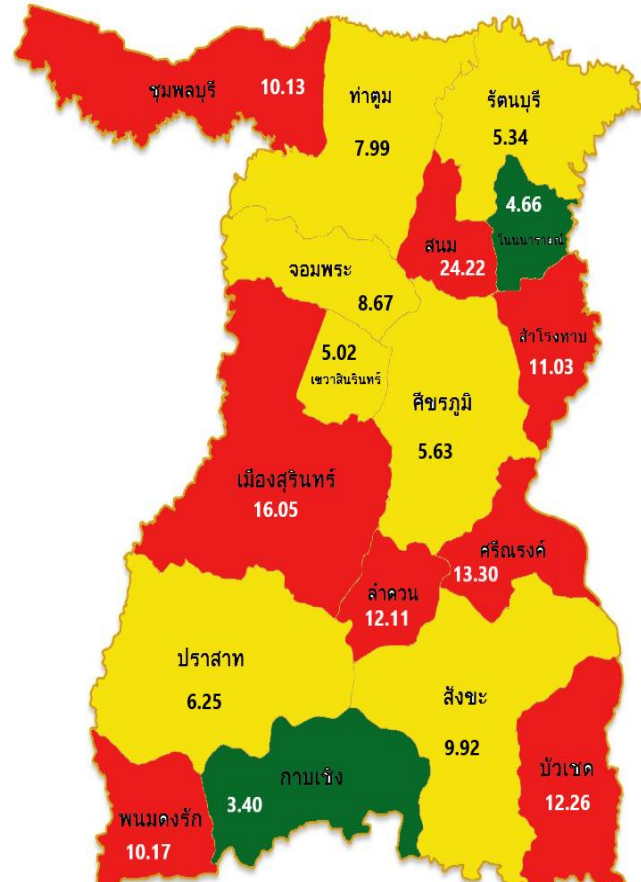 ชุมพลบุรี
10.13
ท่าตูม
7.99
รัตนบุรี
5.34
4.66
โนนนารายณ์
สนม
24.22
จอมพระ
8.67
สำโรงทาบ
11.03
5.02
เขวาสินรินทร์
ศีขรภูมิ
5.63
เมืองสุรินทร์
16.05
ศรีณรงค์
13.30
ลำดวน
12.11
ปราสาท
6.25
สังขะ
9.92
บัวเชด
12.26
กาบเชิง
3.40
พนมดงรัก
10.17